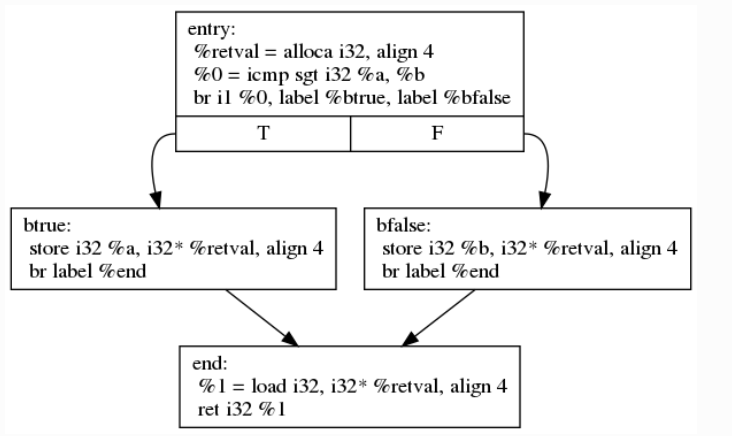 entry:
%retval = alloca i32, align 4
%0 = icmp sgt i32 %a, %b
br i1 %0, label %btrue, label %bfalse
T
F
btrue:
store i32 %a, i32* %retval, align 4
br label %end
bfalse:
store i32 %b, i32* %retval, align 4
br label %end
end:
%1 = load i32, i32* %retval, align 4
ret i32 %1